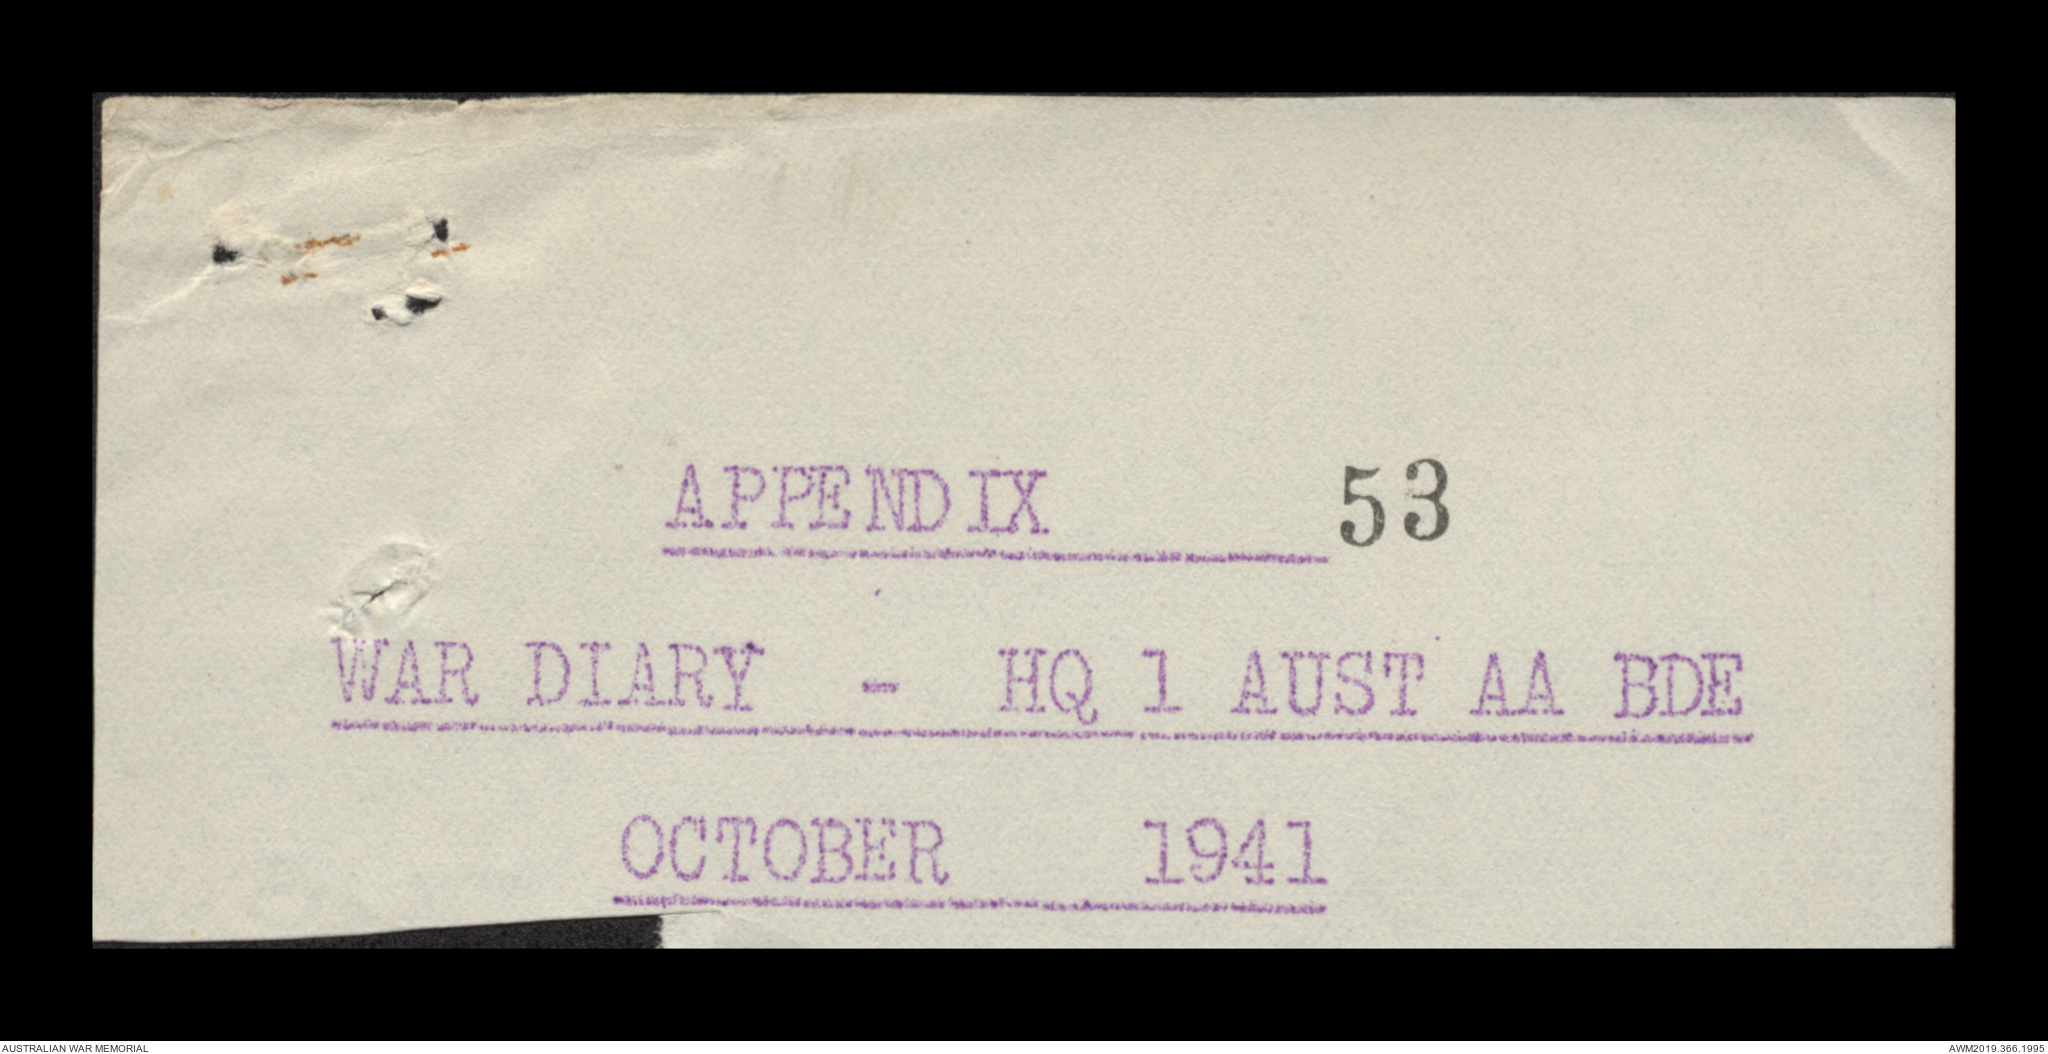 APPENDIX 53
WAR DIARY - HQ 1 AUST AA BDE
OCTOBER 1941
AUSTRALIAN WAR MEMORIAL
AWM2019.366.1995